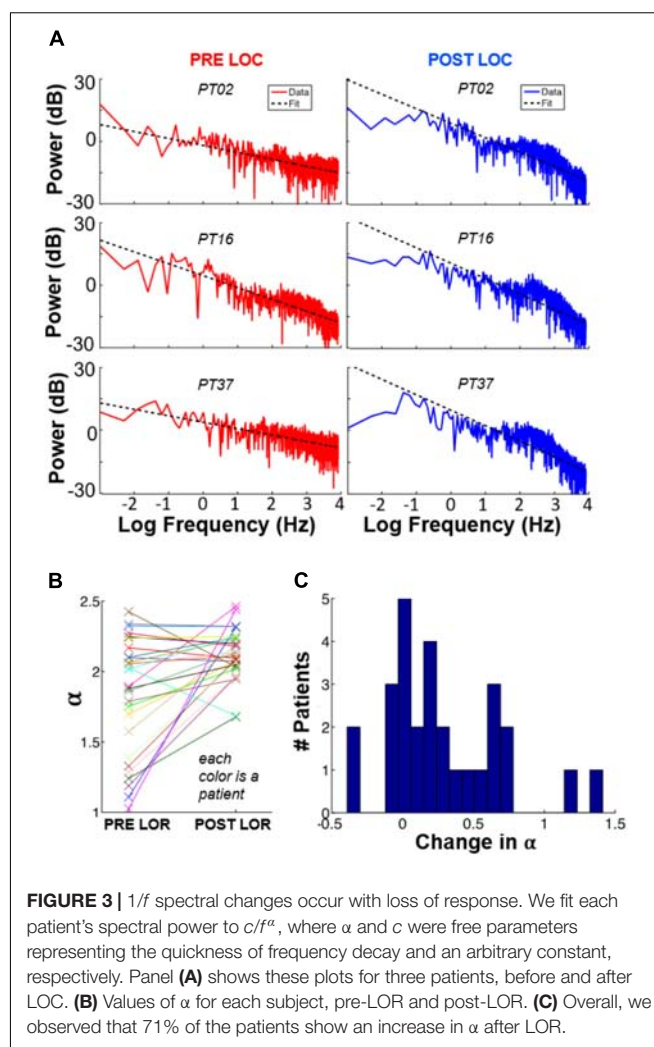 A
PRE LOC
POST LOC
30
0
-30
Power (dB)
PT02
Data
Fit
30
0
-30
PT02
Data
Fit
30
0
-30
Power (dB)
PT16
PT16
30
0
-30
Power (dB)
PT37
PT37
-2 -1 0 1 2 3 4
Log Frequency (Hz)
-2 -1 0 1 2 3 4
Log Frequency (Hz)
B
2.5
2
1.5
1
α
each
color is a
patient
PRE LOR POST LOR
C
5
4
3
2
1
0
# Patients
-0.5 0 0.5 1 1.5
Change in α
FIGURE 3 | 1/f spectral changes occur with loss of response. We fit each
patient's spectral power to c/fα, where α and c were free parameters
representing the quickness of frequency decay and an arbitrary constant,
respectively. Panel (A) shows these plots for three patients, before and after
LOC. (B) Values of α for each subject, pre-LOR and post-LOR. (C) Overall, we
observed that 71% of the patients show an increase in α after LOR.